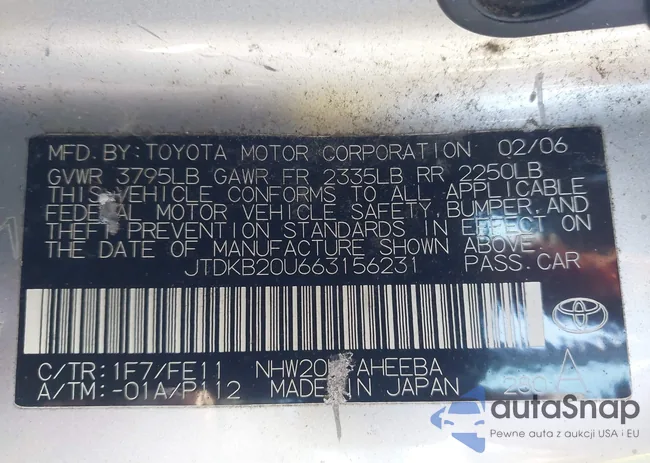 MFD. BY: TOYOTA MOTOR CORPORATION 02/06
GVWR 3795LB GAWR FR 2335LB RR 2250LB
THIS VEHICLE CONFORMS TO ALL APPLICABLE
FEDERAL MOTOR VEHICLE SAFETY, BUMPER, AND
THEFT PREVENTION STANDARDS IN EFFECT ON
THE DATE OF MANUFACTURE SHOWN ABOVE.
JTDKB20U663156231 PASS. CAR
C/TR: 1F7/FE11 NHW20 AHEEBA
A/TM: -01A/P112 MADE IN JAPAN A
autaSnap
Pewne auta z aukcji USA i EU